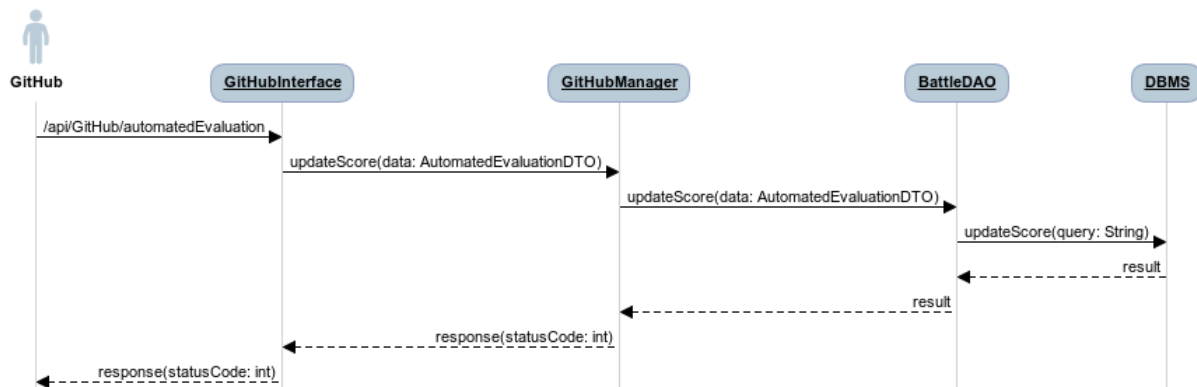 GitHub
GitHubInterface
GitHubManager
BattleDAO
DBMS
/api/GitHub/automatedEvaluation
updateScore(data: AutomatedEvaluationDTO)
updateScore(data: AutomatedEvaluationDTO)
updateScore(query: String)
result
result
response(statusCode: int)
response(statusCode: int)